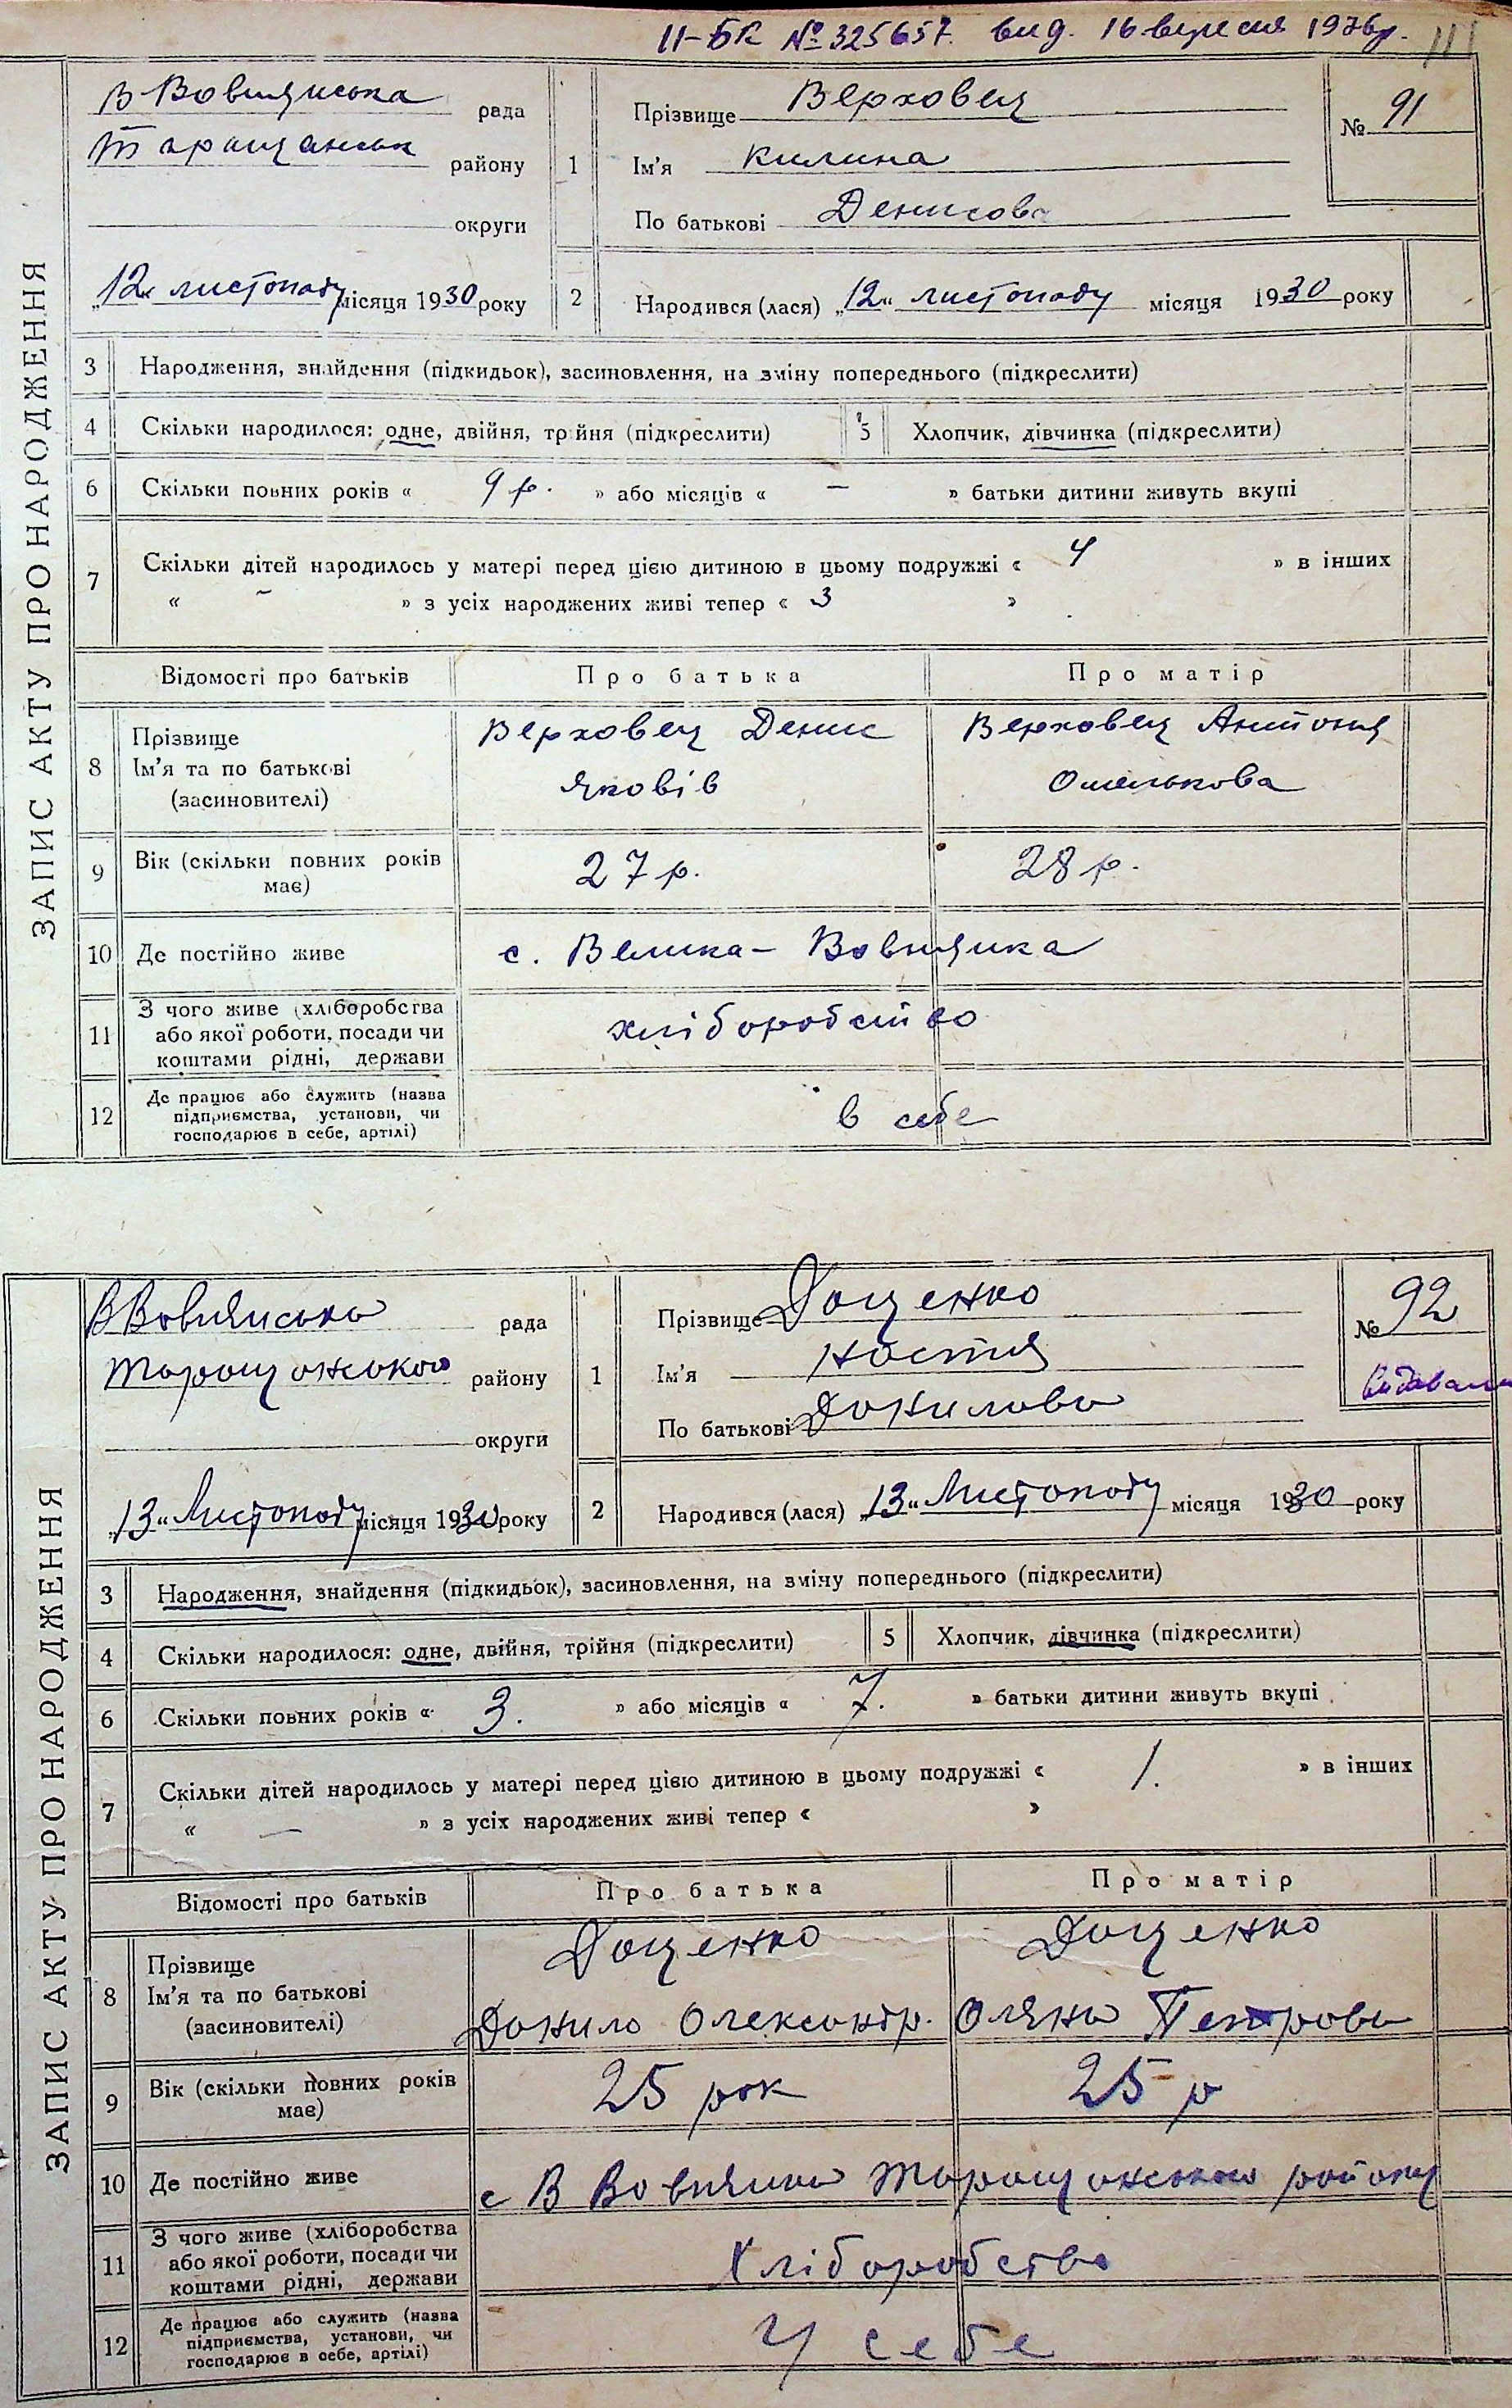 II-БК № 325657. вид. 16 вересня 1976р.
ЗАПИС АКТУ ПРО НАРОДЖЕННЯ
В Вовнянська рада
Таращанськ району
округи
„12“ листопаду місяця 1930 року
1
Прізвище Верховец
Ім’я Килина
По батькові Денисова
№ 91
2
Народився (лася) „12“ листопаду місяця 1930 року
3 Народження, знайдення (підкидьок), засиновлення, на зміну попереднього (підкреслити)
4 Скільки народилося: одне, двійня, трійня (підкреслити) 5 Хлопчик, дівчинка (підкреслити)
6 Скільки повних років « 9 р. » або місяців « – » батьки дитини живуть вкупі
7 Скільки дітей народилось у матері перед цією дитиною в цьому подружжі « 4 » в інших
« – » з усіх народжених живі тепер « 3 »
Відомості про батьків Про батька Про матір
8 Прізвище Ім’я та по батькові (засиновителі)
Верховец Денис Верховец Антоня
Яковів Омелькова
9 Вік (скільки повних років має) 27 р. 28 р.
10 Де постійно живе с. Велика-Вовнянка
11 З чого живе (хліборобства або якої роботи, посади чи коштами рідні, держави хліборобство
12 Де працює або служить (назва підприємства, установи, чи господарює в себе, артілі) в себе
ЗАПИС АКТУ ПРО НАРОДЖЕННЯ
В Вовнянська рада
Таращанського району
округи
„13“ Листопаду місяця 1930 року
1
Прізвище Доценко
Ім’я Настя
По батькові Данилова
№ 92
2
Народився (лася) „13“ Листопаду місяця 1930 року
3 Народження, знайдення (підкидьок), засиновлення, на зміну попереднього (підкреслити)
4 Скільки народилося: одне, двійня, трійня (підкреслити) 5 Хлопчик, дівчинка (підкреслити)
6 Скільки повних років « 3. » або місяців « 7. » батьки дитини живуть вкупі
7 Скільки дітей народилось у матері перед цією дитиною в цьому подружжі « 1. » в інших
« — » з усіх народжених живі тепер « »
Відомості про батьків Про батька Про матір
8 Прізвище Ім’я та по батькові (засиновителі)
Доценко Доценко
Данило Олександр. Оляна Петрова
9 Вік (скільки повних років має) 25 рок 25 р
10 Де постійно живе с В Вовнянка Таращанського району
11 З чого живе (хліборобства або якої роботи, посади чи коштами рідні, держави Хліборобство
12 Де працює або служить (назва підприємства, установи, чи господарює в себе, артілі) У себе